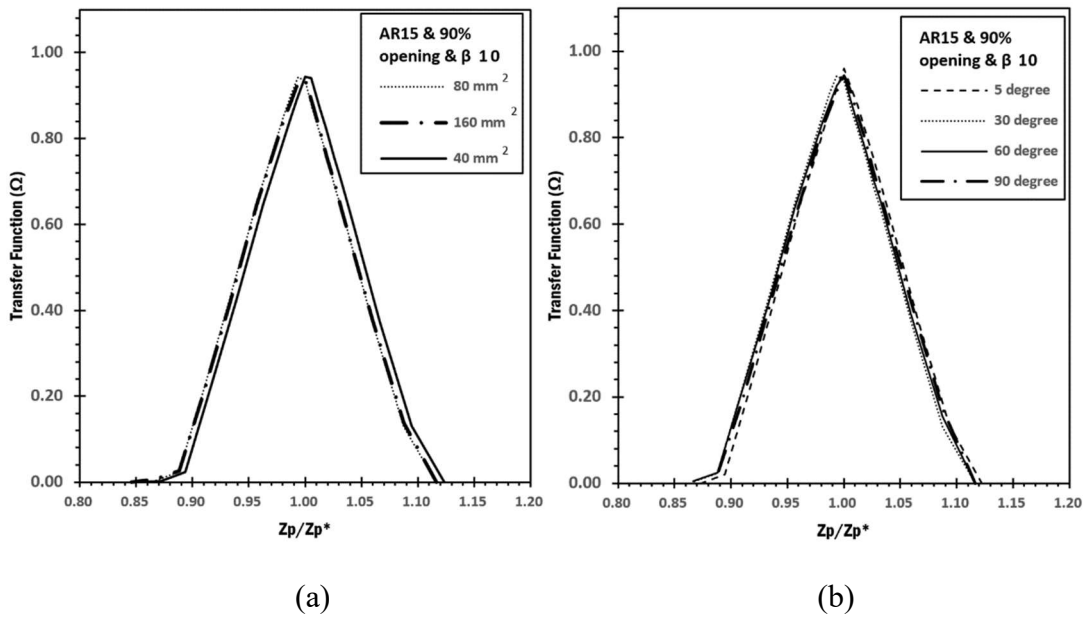 AR15 & 90%
opening & β 10
80 mm 2
160 mm 2
40 mm 2
1.00
0.80
0.60
0.40
0.20
0.00
Transfer Function (Ω)
0.80 0.85 0.90 0.95 1.00 1.05 1.10 1.15 1.20
Zp/Zp*
(a)
AR15 & 90%
opening & β 10
5 degree
30 degree
60 degree
90 degree
1.00
0.80
0.60
0.40
0.20
0.00
Transfer Function (Ω)
0.80 0.85 0.90 0.95 1.00 1.05 1.10 1.15 1.20
Zp/Zp*
(b)